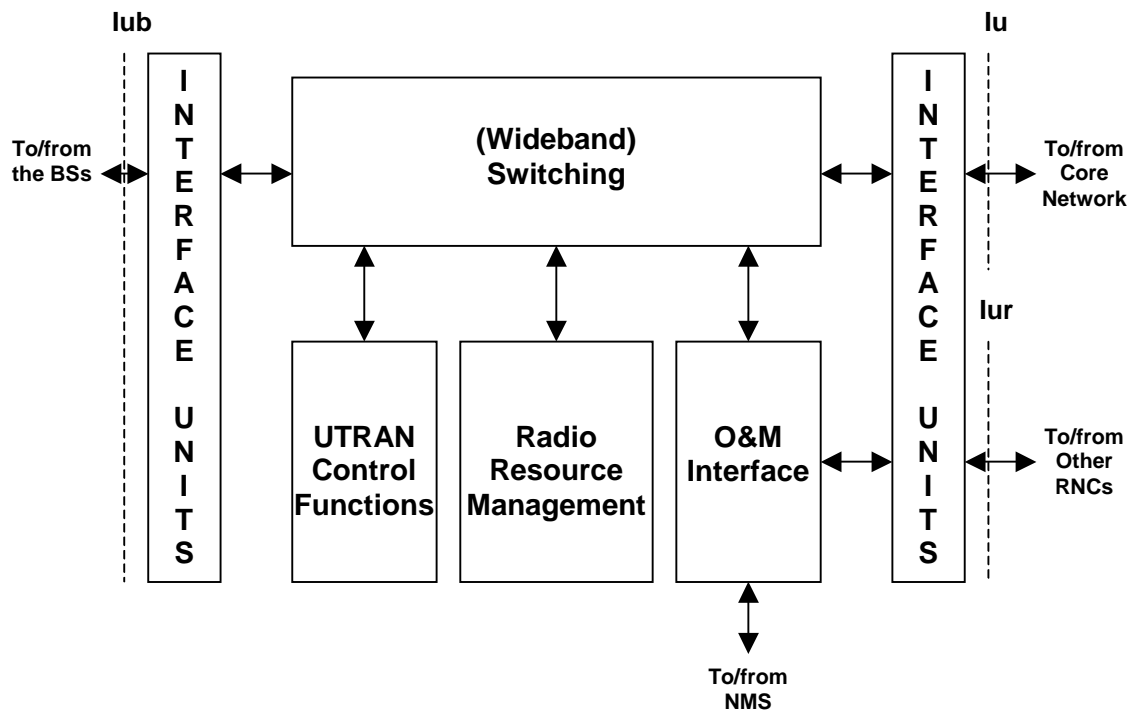 Iub
Iu
INTERFACE UNITS
(Wideband)
Switching
INTERFACE UNITS
To/from
the BSs
To/from
Core
Network
Iur
UTRAN
Control
Functions
Radio
Resource
Management
O&M
Interface
To/from
Other
RNCs
To/from
NMS